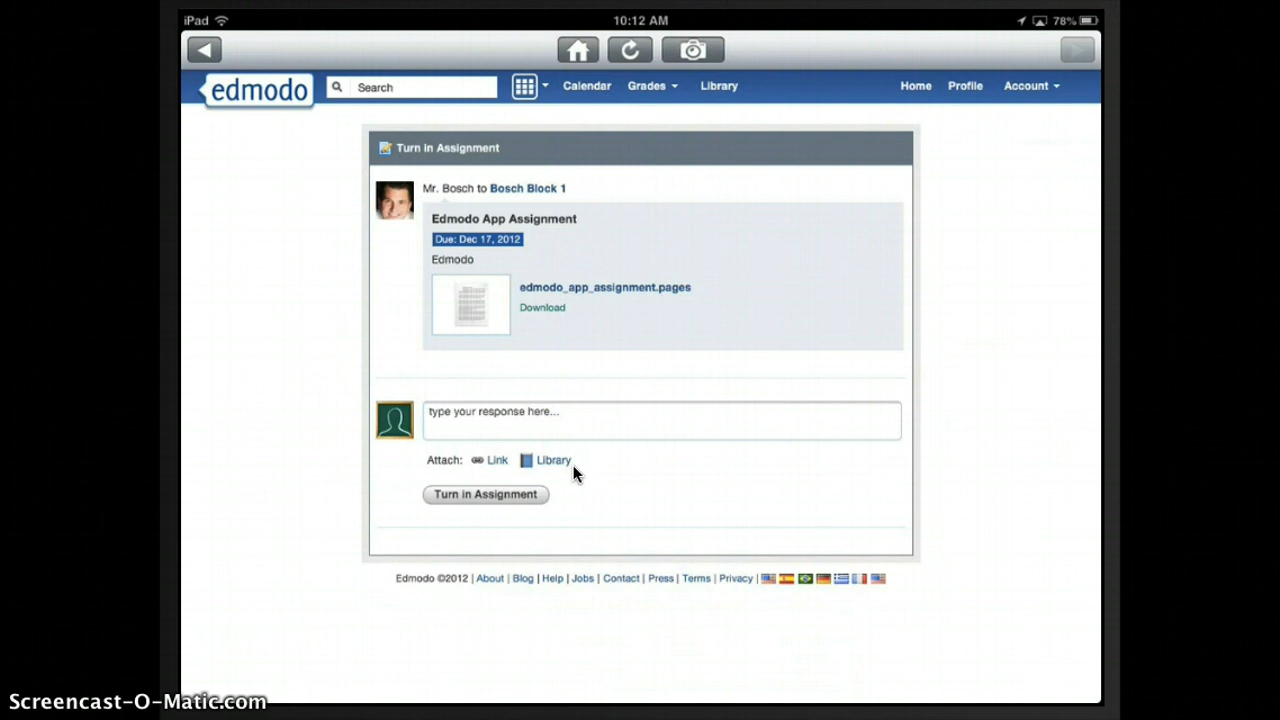 iPad 10:12 AM 78%
edmodo Search Calendar Grades Library Home Profile Account
Turn in Assignment
Mr. Bosch to Bosch Block 1
Edmodo App Assignment
Due: Dec 17, 2012
Edmodo
edmodo_app_assignment.pages
Download
type your response here...
Attach: Link Library
Turn in Assignment
Edmodo ©2012 | About | Blog | Help | Jobs | Contact | Press | Terms | Privacy |
Screencast-O-Matic.com